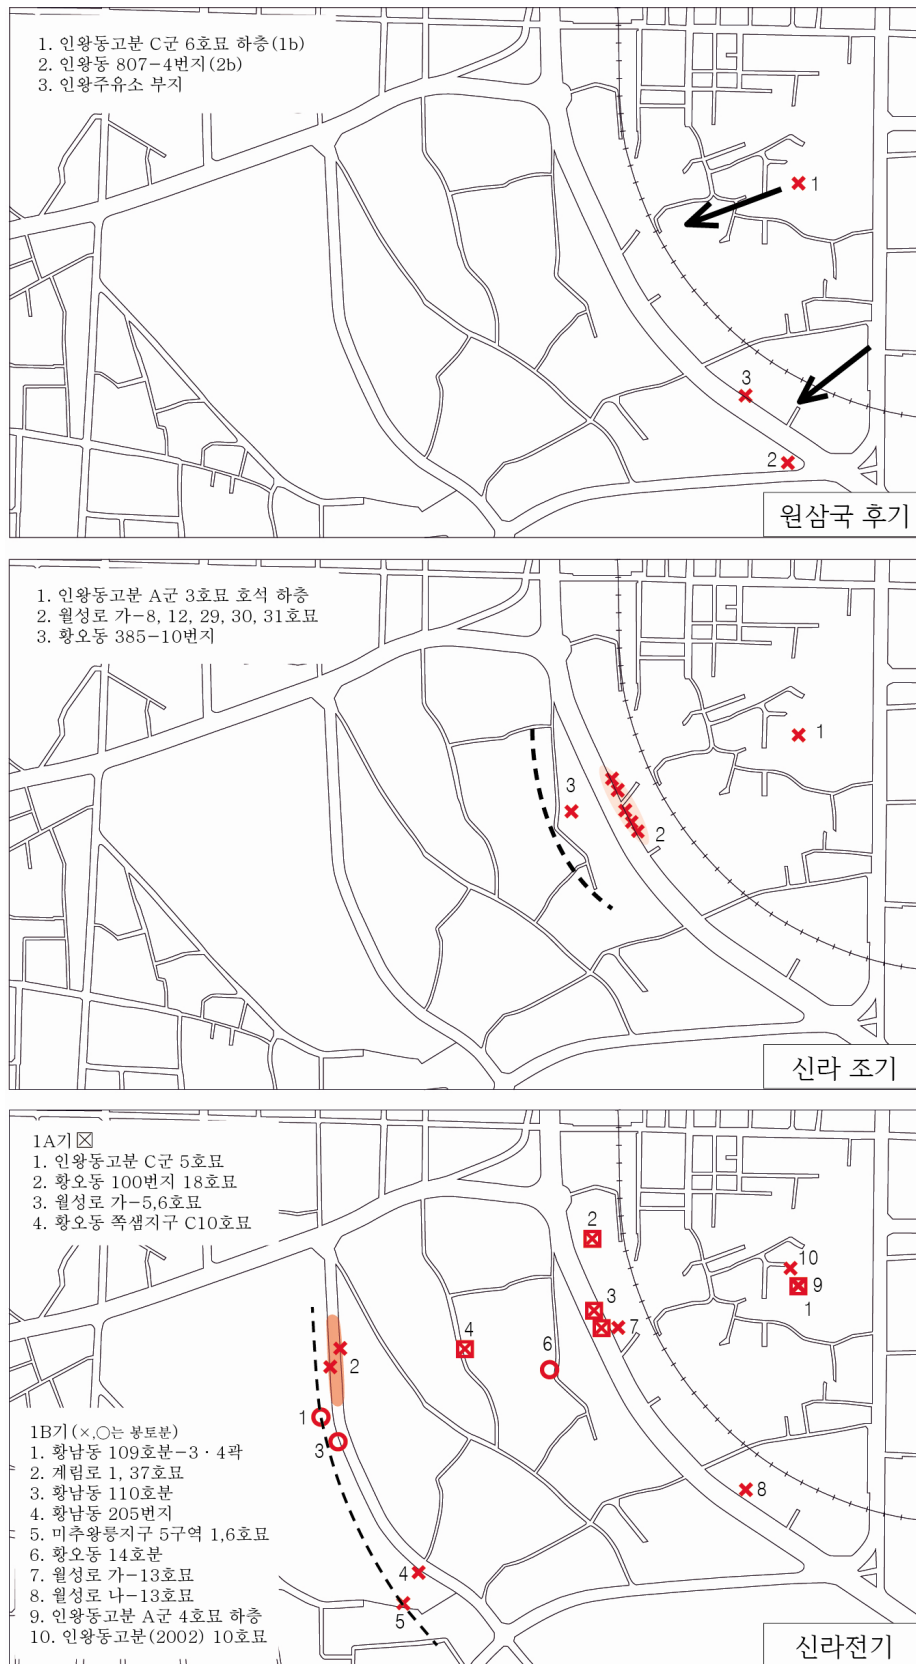 1. 인왕동고분 C군 6호묘 하층(1b)
2. 인왕동 807-4번지(2b)
3. 인왕주유소 부지
1
3
2
원삼국 후기
1. 인왕동고분 A군 3호묘 호석 하층
2. 월성로 가-8, 12, 29, 30, 31호묘
3. 황오동 385-10번지
1
3
2
신라 조기
1A기
1. 인왕동고분 C군 5호묘
2. 황오동 100번지 18호묘
3. 월성로 가-5,6호묘
4. 황오동 쪽샘지구 C10호묘
2
10
9
1
3
7
4
6
2
1
3
8
4
5
1B기(×,○는 봉토분)
1. 황남동 109호분-3·4곽
2. 계림로 1, 37호묘
3. 황남동 110호분
4. 황남동 205번지
5. 미추왕릉지구 5구역 1,6호묘
6. 황오동 14호분
7. 월성로 가-13호묘
8. 월성로 나-13호묘
9. 인왕동고분 A군 4호묘 하층
10. 인왕동고분(2002) 10호묘
신라전기